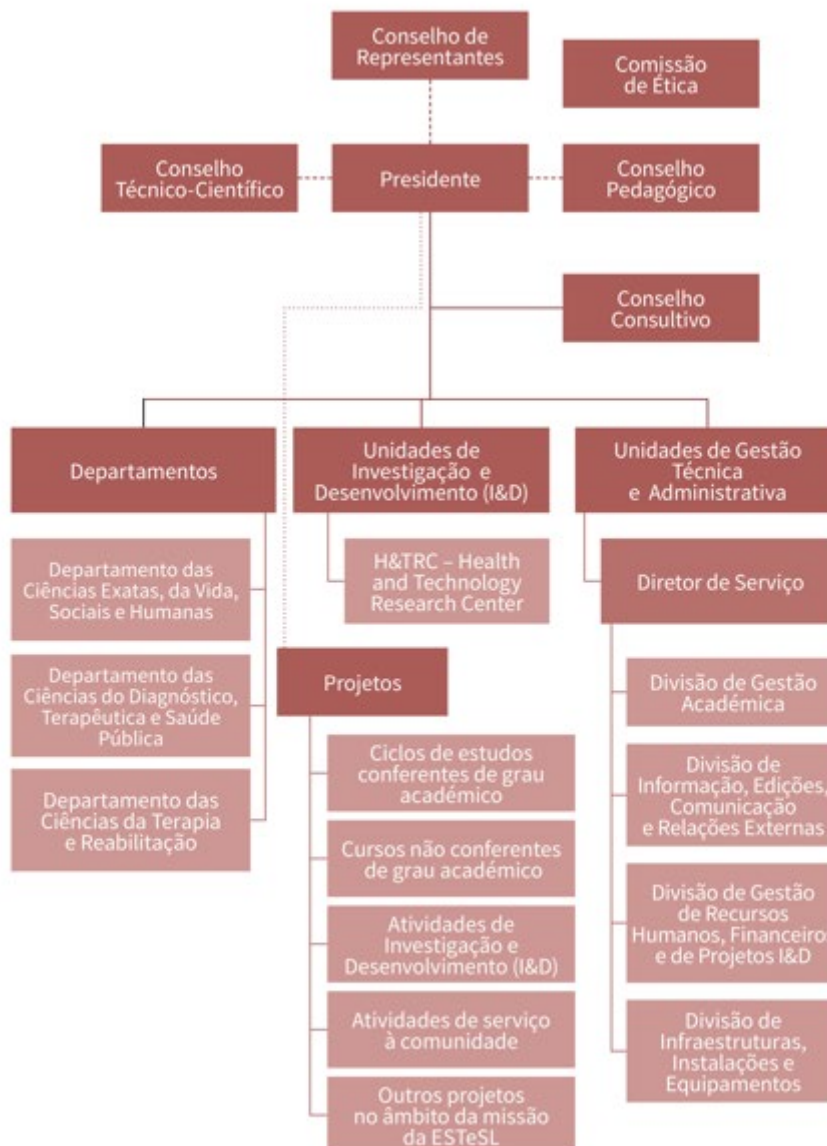 Conselho de
Representantes
Comissão
de Ética
Conselho
Técnico-Científico
Presidente
Conselho
Pedagógico
Conselho
Consultivo
Departamentos
Unidades de
Investigação e
Desenvolvimento (I&D)
Unidades de Gestão
Técnica
e Administrativa
Departamento das
Ciências Exatas, da Vida,
Sociais e Humanas
Departamento das
Ciências do Diagnóstico,
Terapêutica e Saúde
Pública
Departamento das
Ciências da Terapia
e Reabilitação
H&TRC – Health
and Technology
Research Center
Projetos
Ciclos de estudos
conferentes de grau
académico
Cursos não conferentes
de grau académico
Atividades de
Investigação e
Desenvolvimento (I&D)
Atividades de serviço
à comunidade
Outros projetos
no âmbito da missão
da ESTeSL
Diretor de Serviço
Divisão de Gestão
Académica
Divisão de
Informação, Edições,
Comunicação
e Relações Externas
Divisão de Gestão
de Recursos
Humanos, Financeiros
e de Projetos I&D
Divisão de
Infraestruturas,
Instalações e
Equipamentos